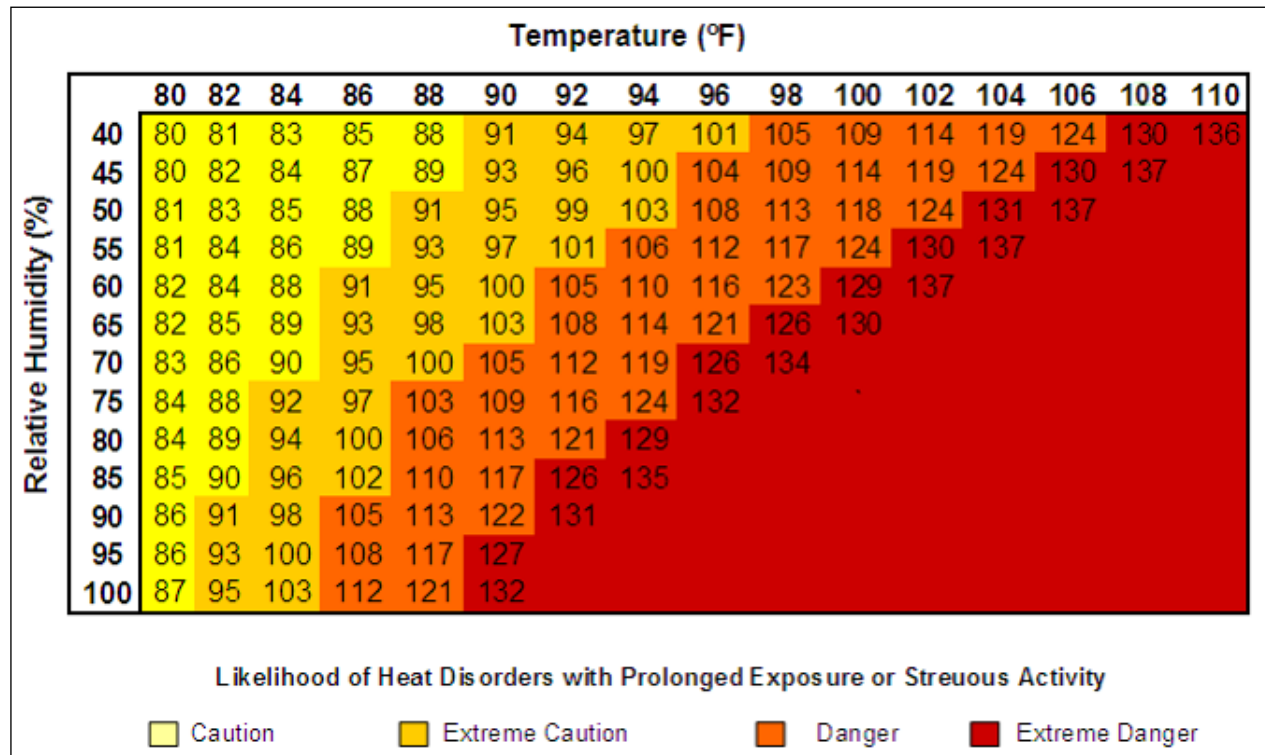 Temperature (ºF)
80 82 84 86 88 90 92 94 96 98 100 102 104 106 108 110
Relative Humidity (%)
40 80 81 83 85 88 91 94 97 101 105 109 114 119 124 130 136
45 80 82 84 87 89 93 96 100 104 109 114 119 124 130 137
50 81 83 85 88 91 95 99 103 108 113 118 124 131 137
55 81 84 86 89 93 97 101 106 112 117 124 130 137
60 82 84 88 91 95 100 105 110 116 123 129 137
65 82 85 89 93 98 103 108 114 121 126 130
70 83 86 90 95 100 105 112 119 126 134
75 84 88 92 97 103 109 116 124 132
80 84 89 94 100 106 113 121 129
85 85 90 96 102 110 117 126 135
90 86 91 98 105 113 122 131
95 86 93 100 108 117 127
100 87 95 103 112 121 132
Likelihood of Heat Disorders with Prolonged Exposure or Streuous Activity
Caution Extreme Caution Danger Extreme Danger